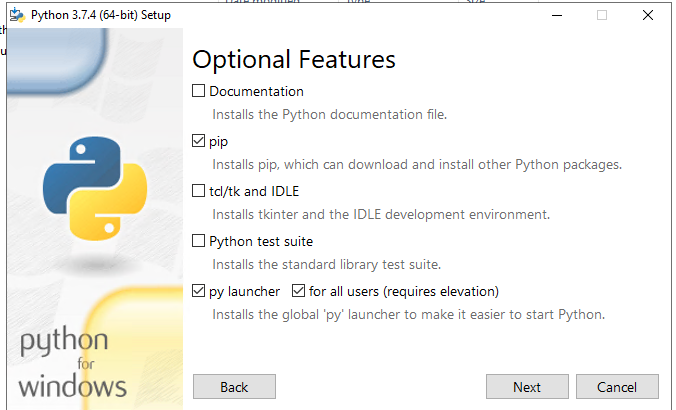 Python 3.7.4 (64-bit) Setup
Optional Features
Documentation
Installs the Python documentation file.
pip
Installs pip, which can download and install other Python packages.
tcl/tk and IDLE
Installs tkinter and the IDLE development environment.
Python test suite
Installs the standard library test suite.
py launcher for all users (requires elevation)
Installs the global 'py' launcher to make it easier to start Python.
python
for
windows
Back Next Cancel